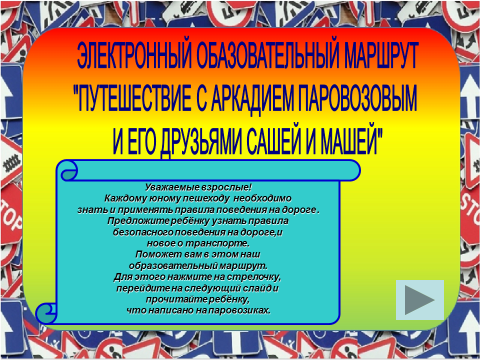 ЭЛЕКТРОННЫЙ ОБАЗОВАТЕЛЬНЫЙ МАРШРУТ
"ПУТЕШЕСТВИЕ С АРКАДИЕМ ПАРОВОЗОВЫМ
И ЕГО ДРУЗЬЯМИ САШЕЙ И МАШЕЙ"
Уважаемые взрослые!
Каждому юному пешеходу необходимо
знать и применять правила поведения на дороге.
Предложите ребёнку узнать правила
безопасного поведения на дороге,и
новое о транспорте.
Поможет вам в этом наш
образовательный маршрут.
Для этого нажмите на стрелочку,
перейдите на следующий слайд и
прочитайте ребёнку,
что написано на паровозиках.
STOP